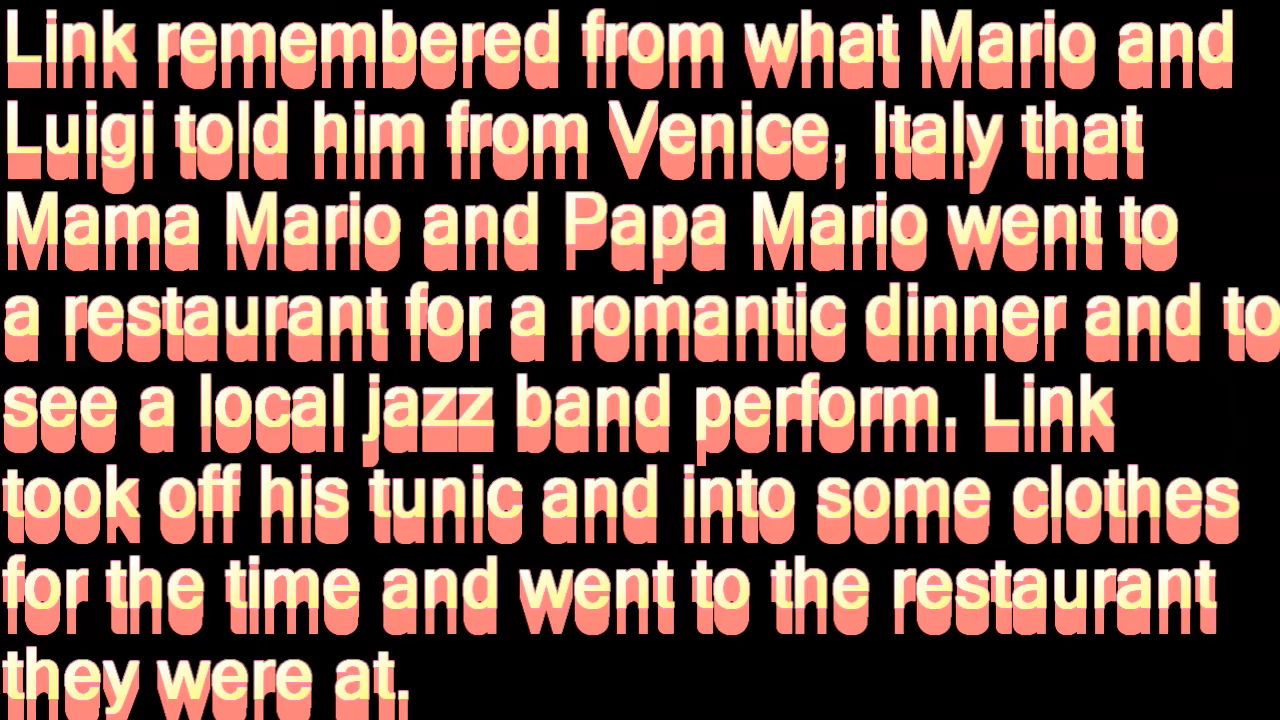 Link remembered from what Mario and
Luigi told him from Venice, Italy that
Mama Mario and Papa Mario went to
a restaurant for a romantic dinner and to
see a local jazz band perform. Link
took off his tunic and into some clothes
for the time and went to the restaurant
they were at.